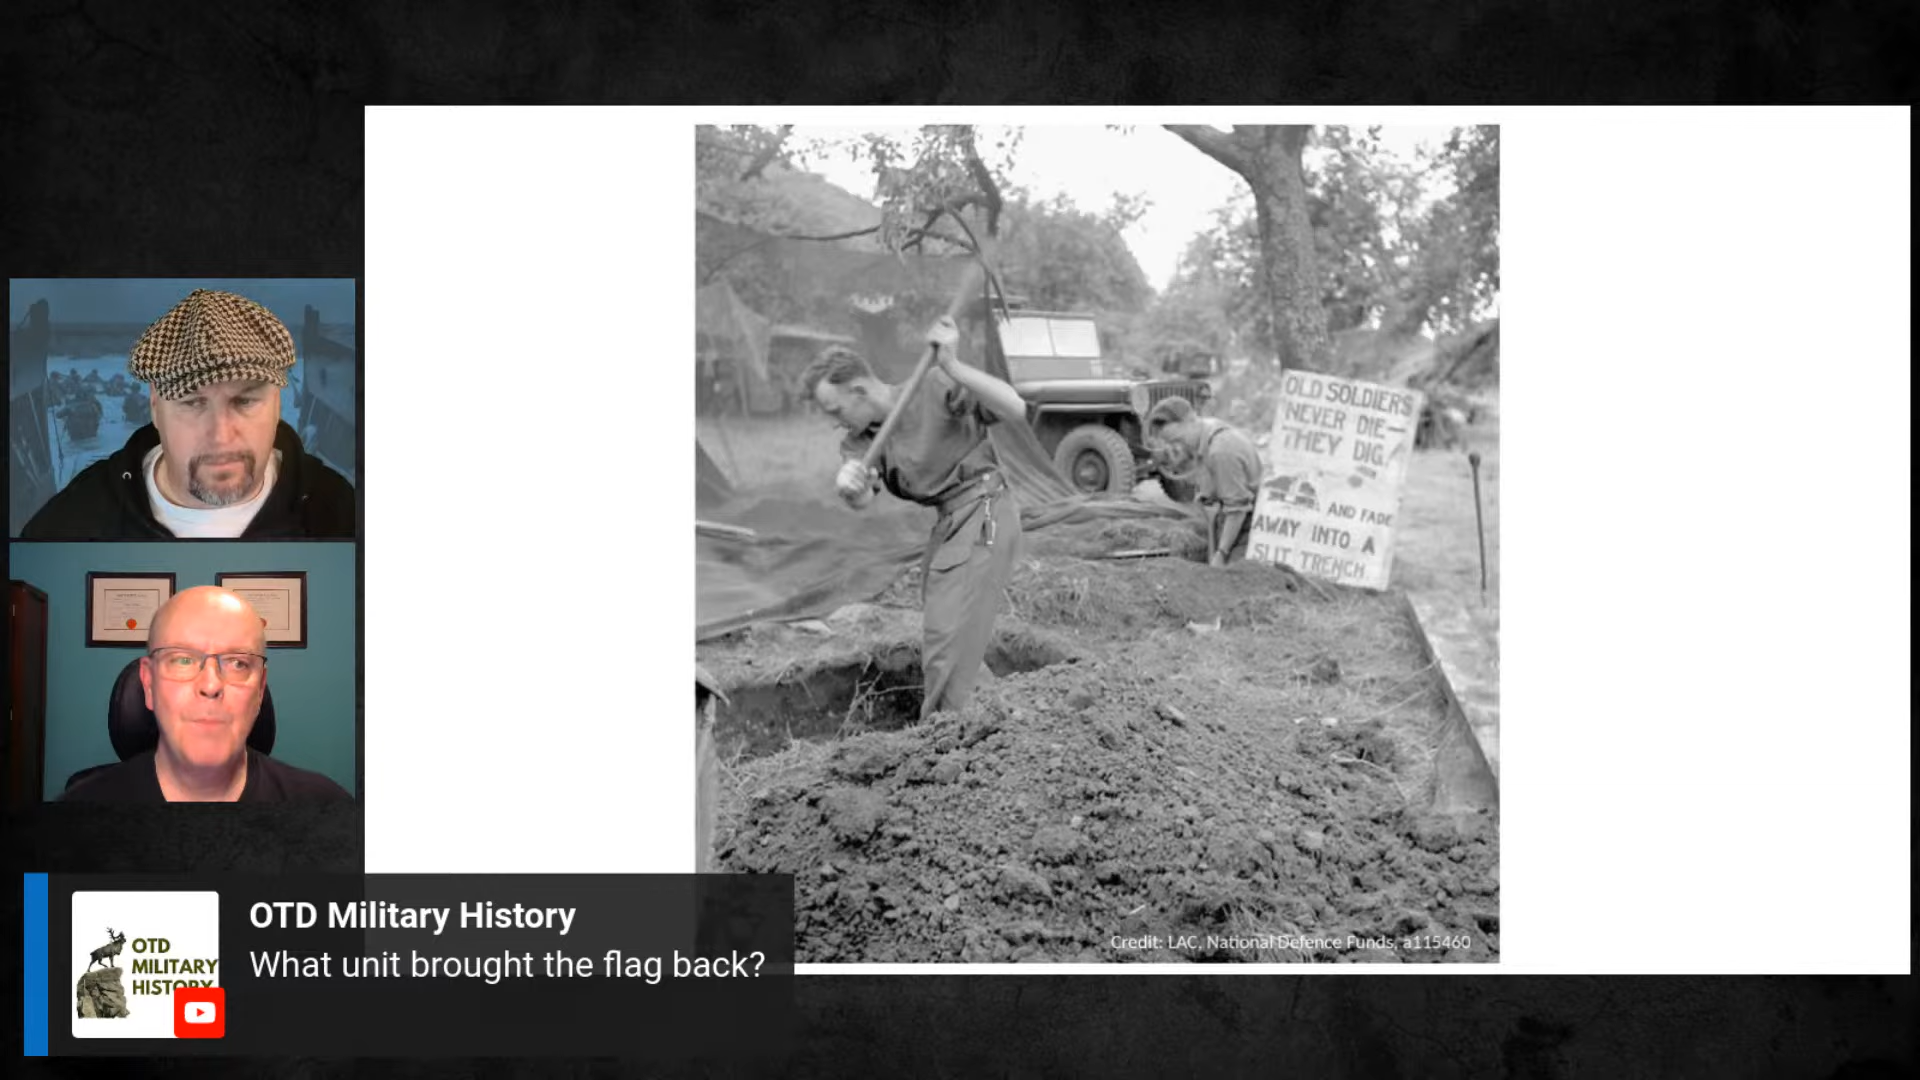 OLD SOLDIERS
NEVER DIE—
THEY DIG!
AND FADE
AWAY INTO A
SLIT TRENCH
Credit: LAC, National Defence Funds, a115460
OTD
MILITARY
HISTORY
OTD Military History
What unit brought the flag back?